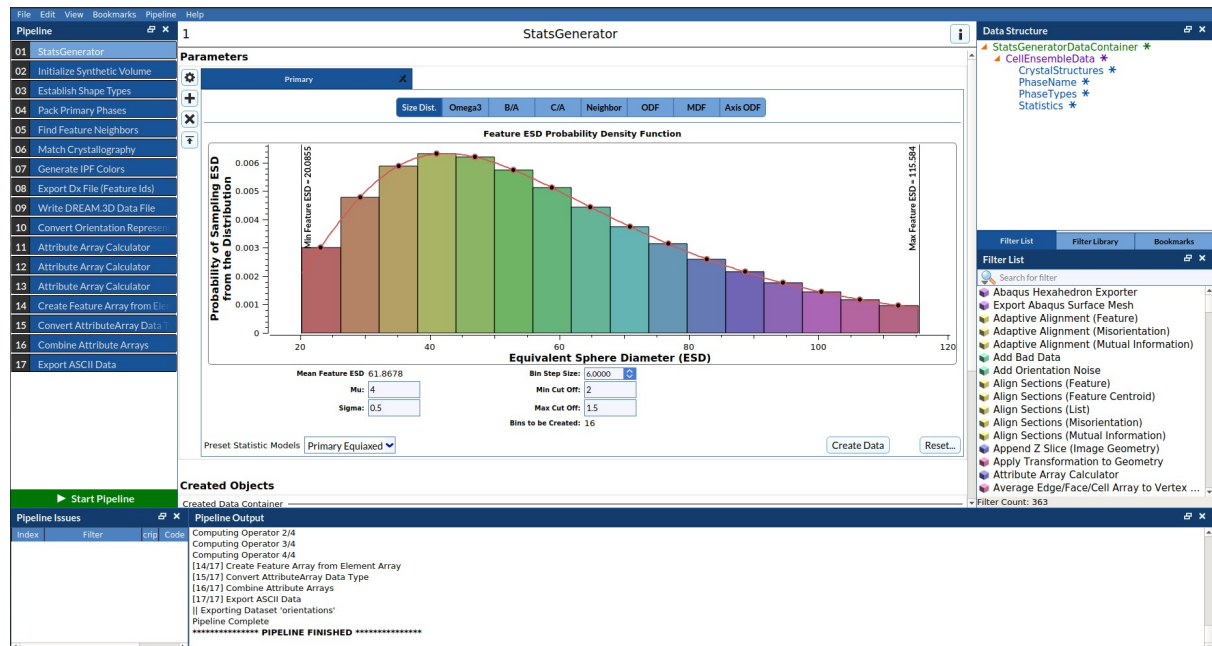 File Edit View Bookmarks Pipeline Help
Pipeline
01 StatsGenerator
02 Initialize Synthetic Volume
03 Establish Shape Types
04 Pack Primary Phases
05 Find Feature Neighbors
06 Match Crystallography
07 Generate IPF Colors
08 Export Dx File (Feature Ids)
09 Write DREAM.3D Data File
10 Convert Orientation Represen
11 Attribute Array Calculator
12 Attribute Array Calculator
13 Attribute Array Calculator
14 Create Feature Array from Ele
15 Convert AttributeArray Data T
16 Combine Attribute Arrays
17 Export ASCII Data
Start Pipeline
1 StatsGenerator i
Parameters
Primary
Size Dist. Omega3 B/A C/A Neighbor ODF MDF Axis ODF
Feature ESD Probability Density Function
Probability of Sampling ESD
from the Distribution
0.006
0.005
0.004
0.003
0.002
0.001
0
Min Feature ESD = 20.0855
Max Feature ESD = 115.584
20 40 60 80 100 120
Equivalent Sphere Diameter (ESD)
Mean Feature ESD 61.8678 Bin Step Size: 6.0000
Mu: 4 Min Cut Off: 2
Sigma: 0.5 Max Cut Off: 1.5
Bins to be Created: 16
Preset Statistic Models Primary Equiaxed Create Data Reset...
Created Objects
Created Data Container
Data Structure
StatsGeneratorDataContainer *
CellEnsembleData *
CrystalStructures *
PhaseName *
PhaseTypes *
Statistics *
Filter List Filter Library Bookmarks
Filter List
Search for filter
Abaqus Hexahedron Exporter
Export Abaqus Surface Mesh
Adaptive Alignment (Feature)
Adaptive Alignment (Misorientation)
Adaptive Alignment (Mutual Information)
Add Bad Data
Add Orientation Noise
Align Sections (Feature)
Align Sections (Feature Centroid)
Align Sections (List)
Align Sections (Misorientation)
Align Sections (Mutual Information)
Append Z Slice (Image Geometry)
Apply Transformation to Geometry
Attribute Array Calculator
Average Edge/Face/Cell Array to Vertex ...
Filter Count: 363
Pipeline Issues
Index Filter crip Code
Pipeline Output
Computing Operator 2/4
Computing Operator 3/4
Computing Operator 4/4
[14/17] Create Feature Array from Element Array
[15/17] Convert AttributeArray Data Type
[16/17] Combine Attribute Arrays
[17/17] Export ASCII Data
|| Exporting Dataset 'orientations'
Pipeline Complete
*************** PIPELINE FINISHED ***************